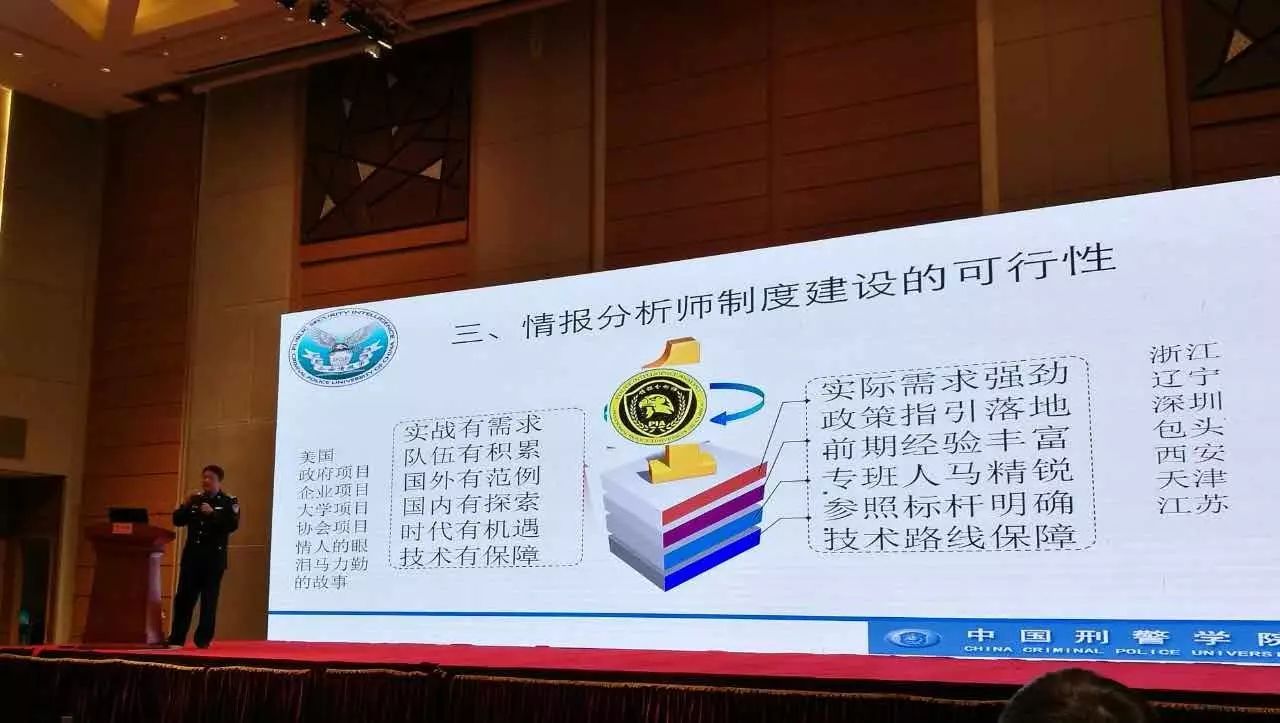 三、情报分析师制度建设的可行性
PUBLIC SECURITY INTELLIGENCE
POLICE UNIVERSITY OF CHINA
美国
政府项目
企业项目
大学项目
协会项目
情人的眼
泪马力勤
的故事
实战有需求
队伍有积累
国外有范例
国内有探索
时代有机遇
技术有保障
实际需求强劲
政策指引落地
前期经验丰富
专班人马精锐
参照标杆明确
技术路线保障
浙江
辽宁
深圳
包头
西安
天津
江苏
中国刑警学院
CHINA CRIMINAL POLICE UNIVERSI